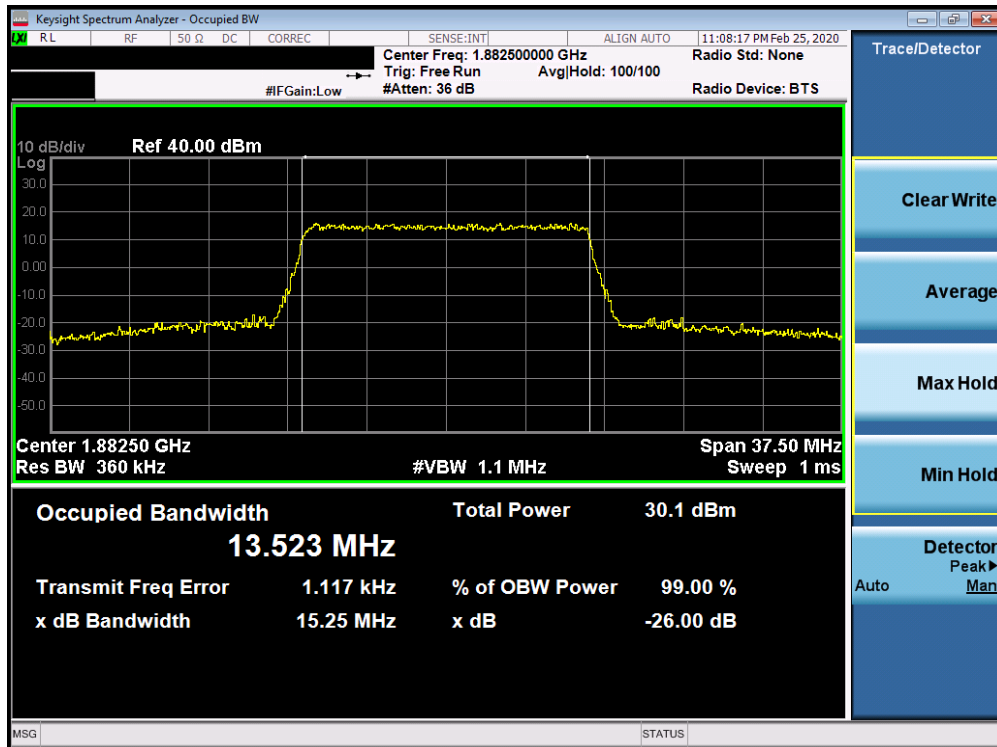 Keysight Spectrum Analyzer - Occupied BW
LXI RL RF 50 Ω DC CORREC SENSE:INT ALIGN AUTO 11:08:17 PM Feb 25, 2020
Center Freq: 1.882500000 GHz Radio Std: None
Trig: Free Run Avg|Hold: 100/100
#IFGain:Low #Atten: 36 dB Radio Device: BTS
10 dB/div Ref 40.00 dBm
Log
30.0
20.0
10.0
0.00
-10.0
-20.0
-30.0
-40.0
-50.0
Center 1.88250 GHz Span 37.50 MHz
Res BW 360 kHz #VBW 1.1 MHz Sweep 1 ms
Occupied Bandwidth Total Power 30.1 dBm
13.523 MHz
Transmit Freq Error 1.117 kHz % of OBW Power 99.00 %
x dB Bandwidth 15.25 MHz x dB -26.00 dB
MSG STATUS
Trace/Detector
Clear Write
Average
Max Hold
Min Hold
Detector
Peak▶
Auto Man